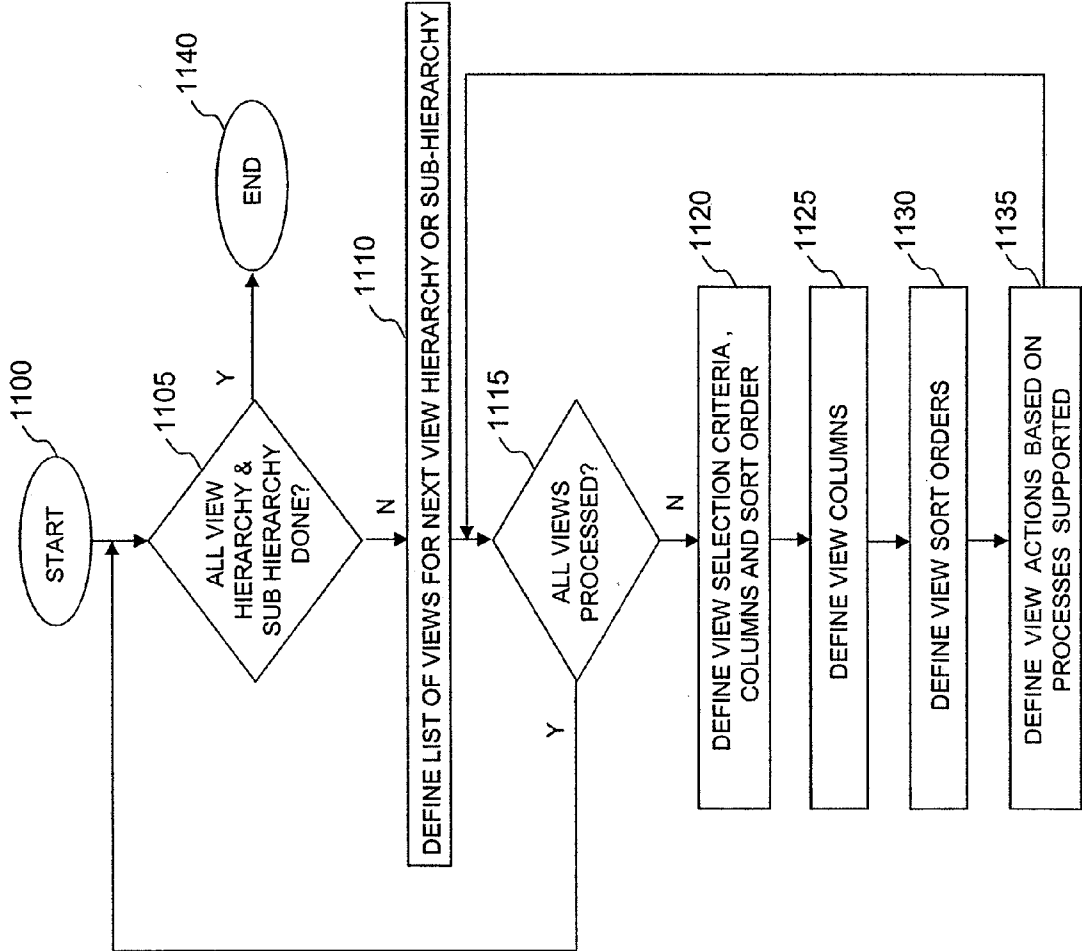 1100
START
1105
ALL VIEW
HIERARCHY &
SUB HIERARCHY
DONE?
Y
1140
END
N
1110
DEFINE LIST OF VIEWS FOR NEXT VIEW HIERARCHY OR SUB-HIERARCHY
1115
ALL VIEWS
PROCESSED?
Y
N
1120
DEFINE VIEW SELECTION CRITERIA ,
COLUMNS AND SORT ORDER
1125
DEFINE VIEW COLUMNS
1130
DEFINE VIEW SORT ORDERS
1135
DEFINE VIEW ACTIONS BASED ON
PROCESSES SUPPORTED